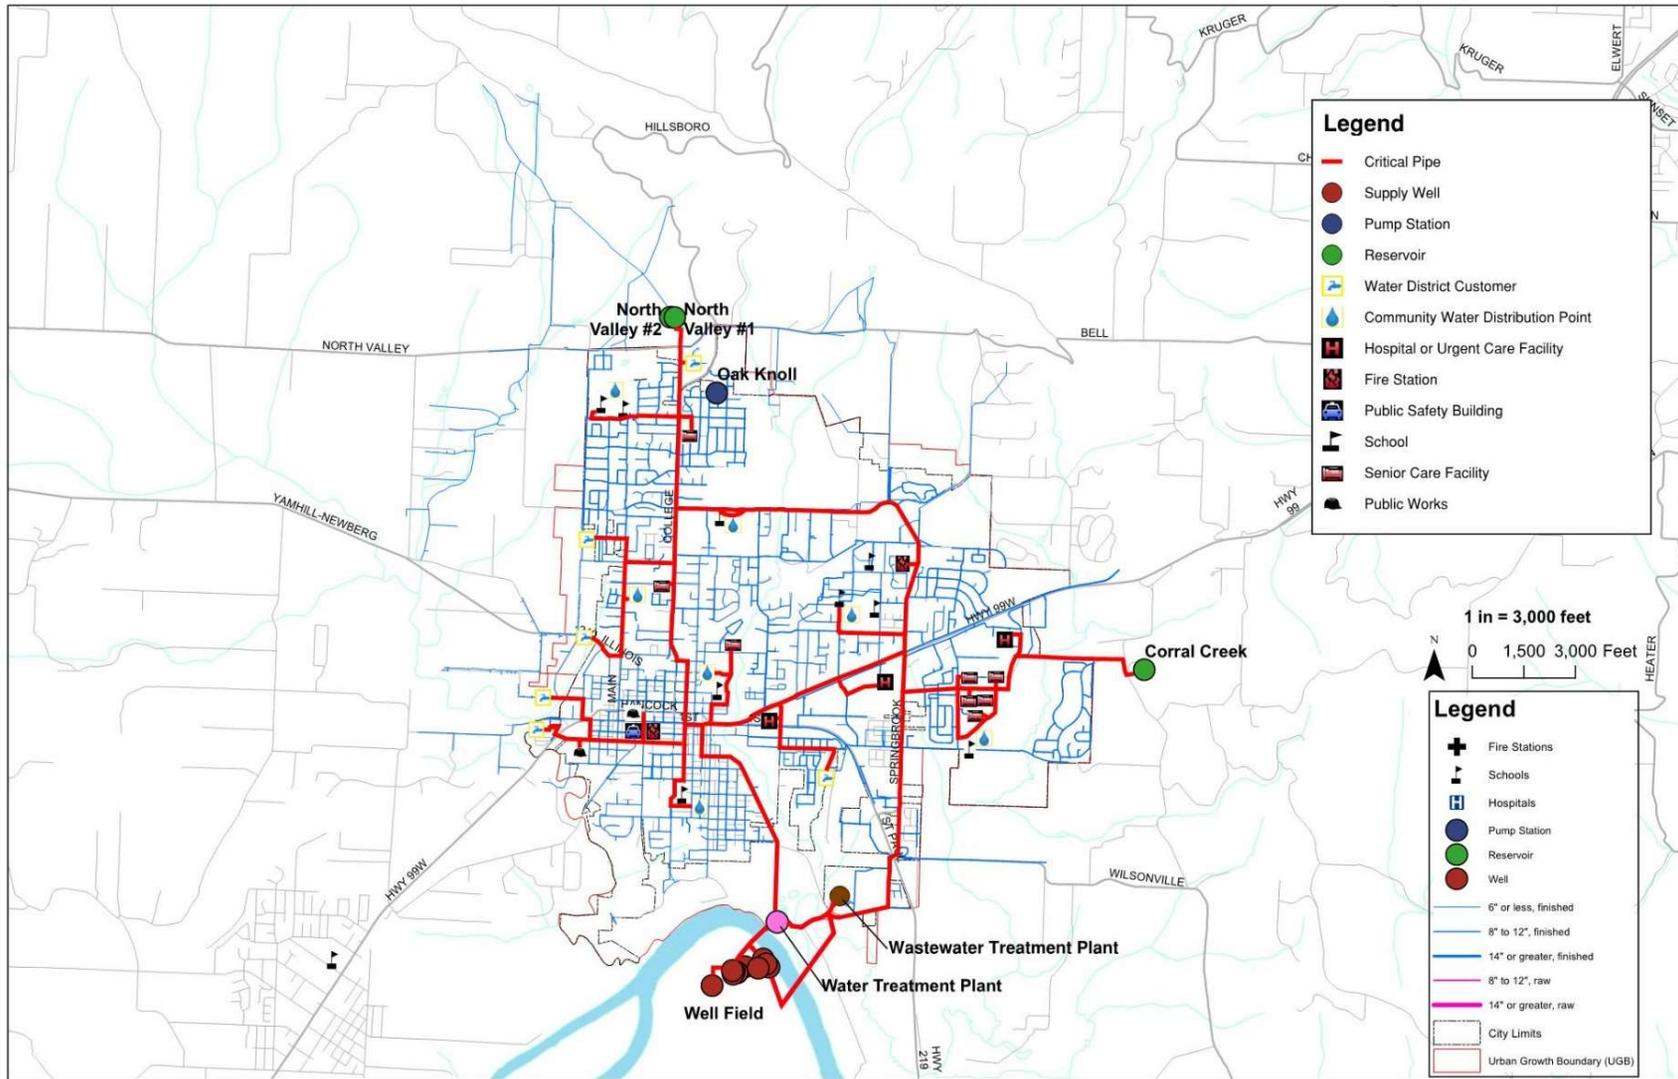 KRUGER
KRUGER
ELWERT
SUNSET
HILLSBORO
Legend
Critical Pipe
Supply Well
Pump Station
Reservoir
Water District Customer
Community Water Distribution Point
Hospital or Urgent Care Facility
Fire Station
Public Safety Building
School
Senior Care Facility
Public Works
CH
N
North
Valley #2
North
Valley #1
NORTH VALLEY
BELL
Oak Knoll
YAMHILL-NEWBERG
COLLEGE
HWY
99
HWY 99W
ILLINOIS
MAIN
HANCOCK
1ST
SPRINGBROOK
Corral Creek
1 in = 3,000 feet
N
0 1,500 3,000 Feet
HEATER
HWY 99W
WILSONVILLE
Wastewater Treatment Plant
Water Treatment Plant
Well Field
HWY
219
Legend
Fire Stations
Schools
Hospitals
Pump Station
Reservoir
Well
6" or less, finished
8" to 12", finished
14" or greater, finished
8" to 12", raw
14" or greater, raw
City Limits
Urban Growth Boundary (UGB)